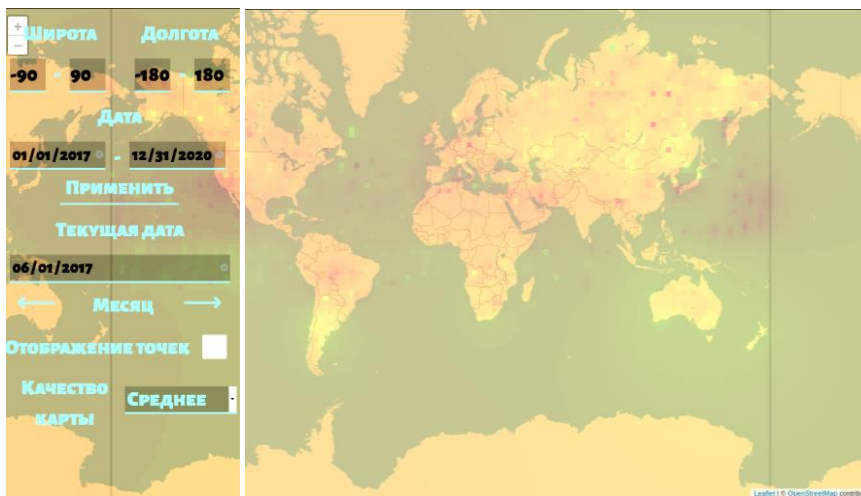 +
−
Широта Долгота
-90 - 90 -180 - 180
Дата
01/01/2017 - 12/31/2020
Применить
Текущая дата
06/01/2017
← Месяц →
Отображение точек
Качество Среднее
карты
Leaflet | © OpenStreetMap contrib